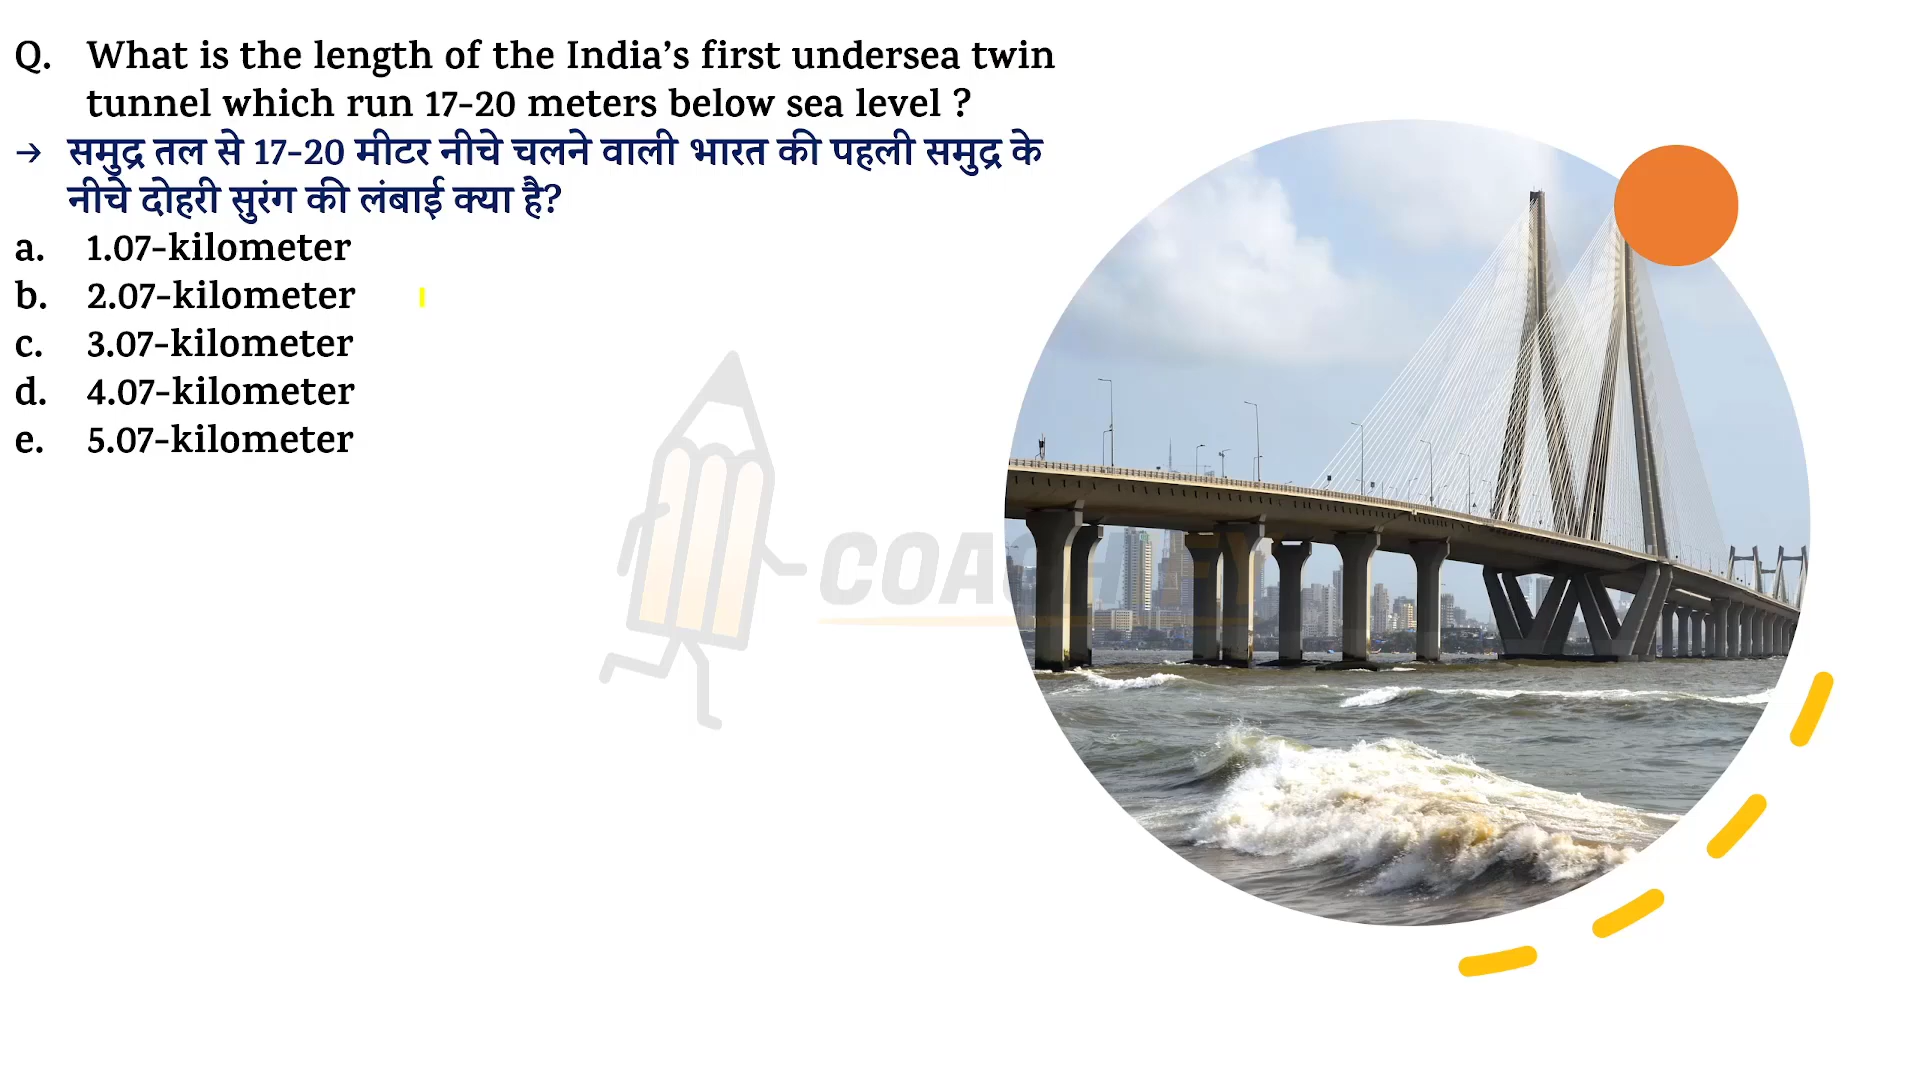 Q. What is the length of the India’s first undersea twin
tunnel which run 17-20 meters below sea level ?
→ समुद्र तल से 17-20 मीटर नीचे चलने वाली भारत की पहली समुद्र के
नीचे दोहरी सुरंग की लंबाई क्या है?
a. 1.07-kilometer
b. 2.07-kilometer
c. 3.07-kilometer
d. 4.07-kilometer
e. 5.07-kilometer
COACHIFY